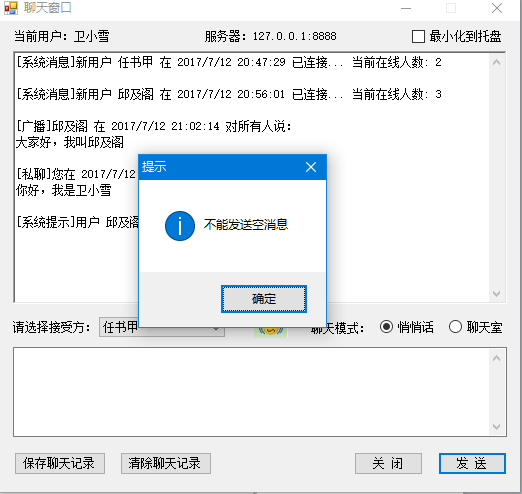 聊天窗口
当前用户：卫小雪 服务器：127.0.0.1:8888 最小化到托盘
[系统消息]新用户 任书甲 在 2017/7/12 20:47:29 已连接... 当前在线人数: 2
[系统消息]新用户 邱及阁 在 2017/7/12 20:56:01 已连接... 当前在线人数: 3
[广播]邱及阁 在 2017/7/12 21:02:14 对所有人说:
大家好，我叫邱及阁
[私聊]您在 2017/7/12
你好，我是卫小雪
[系统提示]用户 邱及阁
提示
不能发送空消息
确定
请选择接受方： 任书甲 聊天模式： 悄悄话 聊天室
保存聊天记录 清除聊天记录 关 闭 发 送